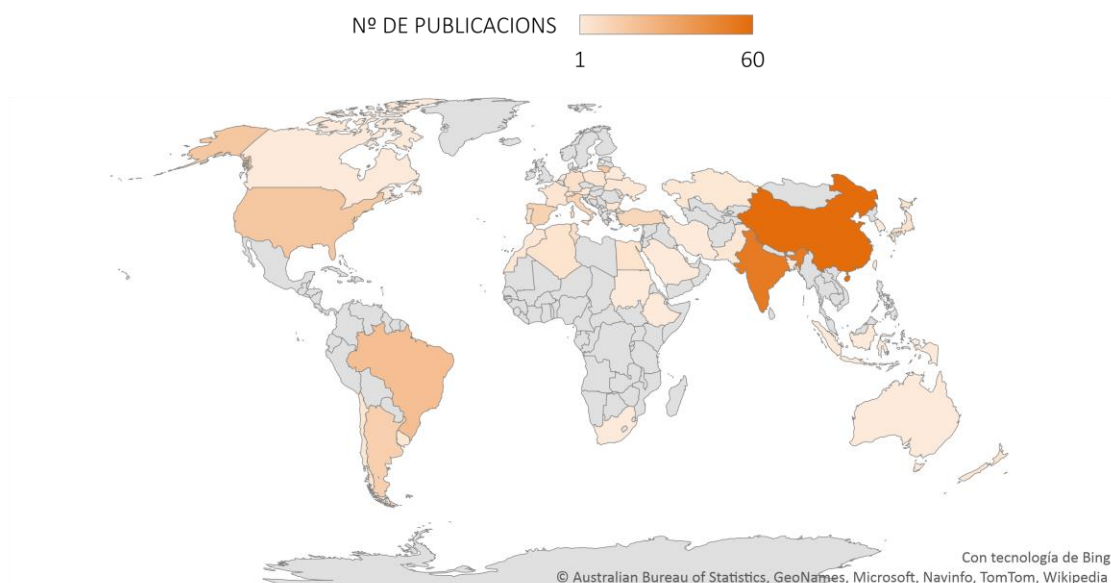 Nº DE PUBLICACIONS
1 60
Con tecnología de Bing
© Australian Bureau of Statistics, GeoNames, Microsoft, Navinfo, TomTom, Wikipedia